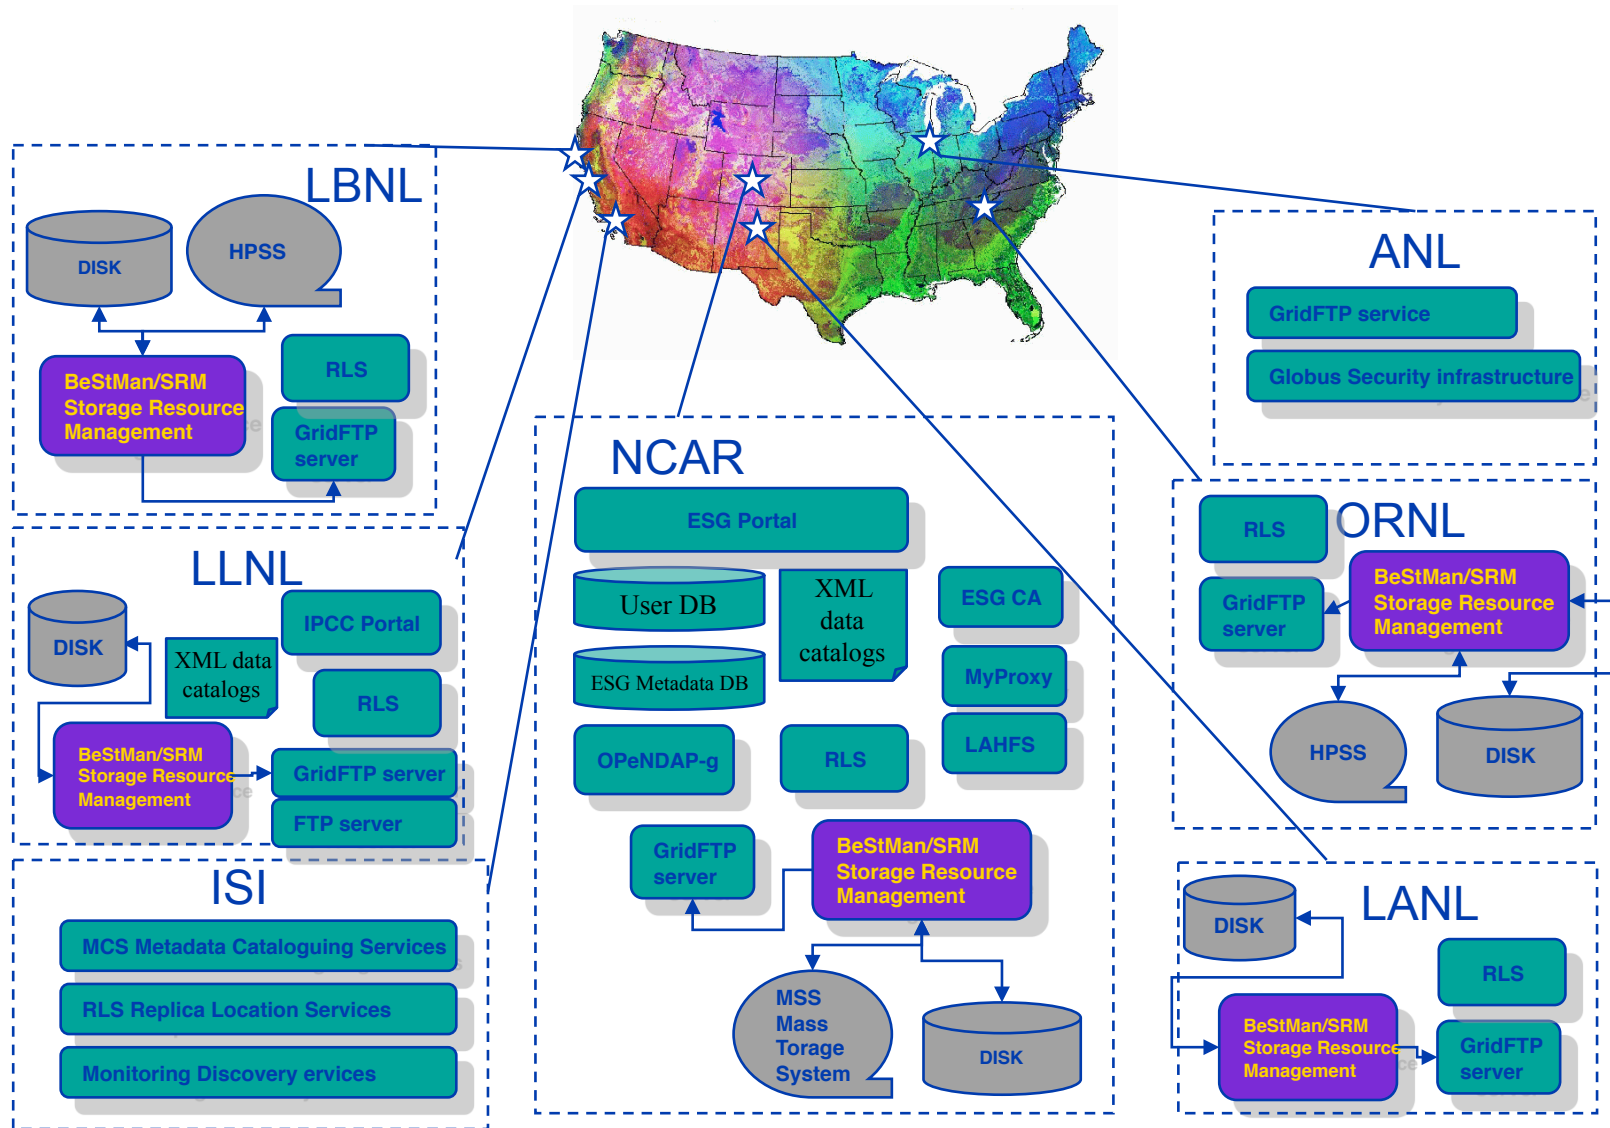 LBNL
DISK
HPSS
BeStMan/SRM
Storage Resource
Management
RLS
GridFTP
server
LLNL
DISK
XML data
catalogs
IPCC Portal
RLS
BeStMan/SRM
Storage Resource
Management
GridFTP server
FTP server
ISI
MCS Metadata Cataloguing Services
RLS Replica Location Services
Monitoring Discovery ervices
NCAR
ESG Portal
User DB
XML
data
catalogs
ESG CA
ESG Metadata DB
MyProxy
OPeNDAP-g
RLS
LAHFS
GridFTP
server
BeStMan/SRM
Storage Resource
Management
MSS
Mass
Torage
System
DISK
ANL
GridFTP service
Globus Security infrastructure
ORNL
RLS
GridFTP
server
BeStMan/SRM
Storage Resource
Management
HPSS
DISK
LANL
DISK
RLS
BeStMan/SRM
Storage Resource
Management
GridFTP
server